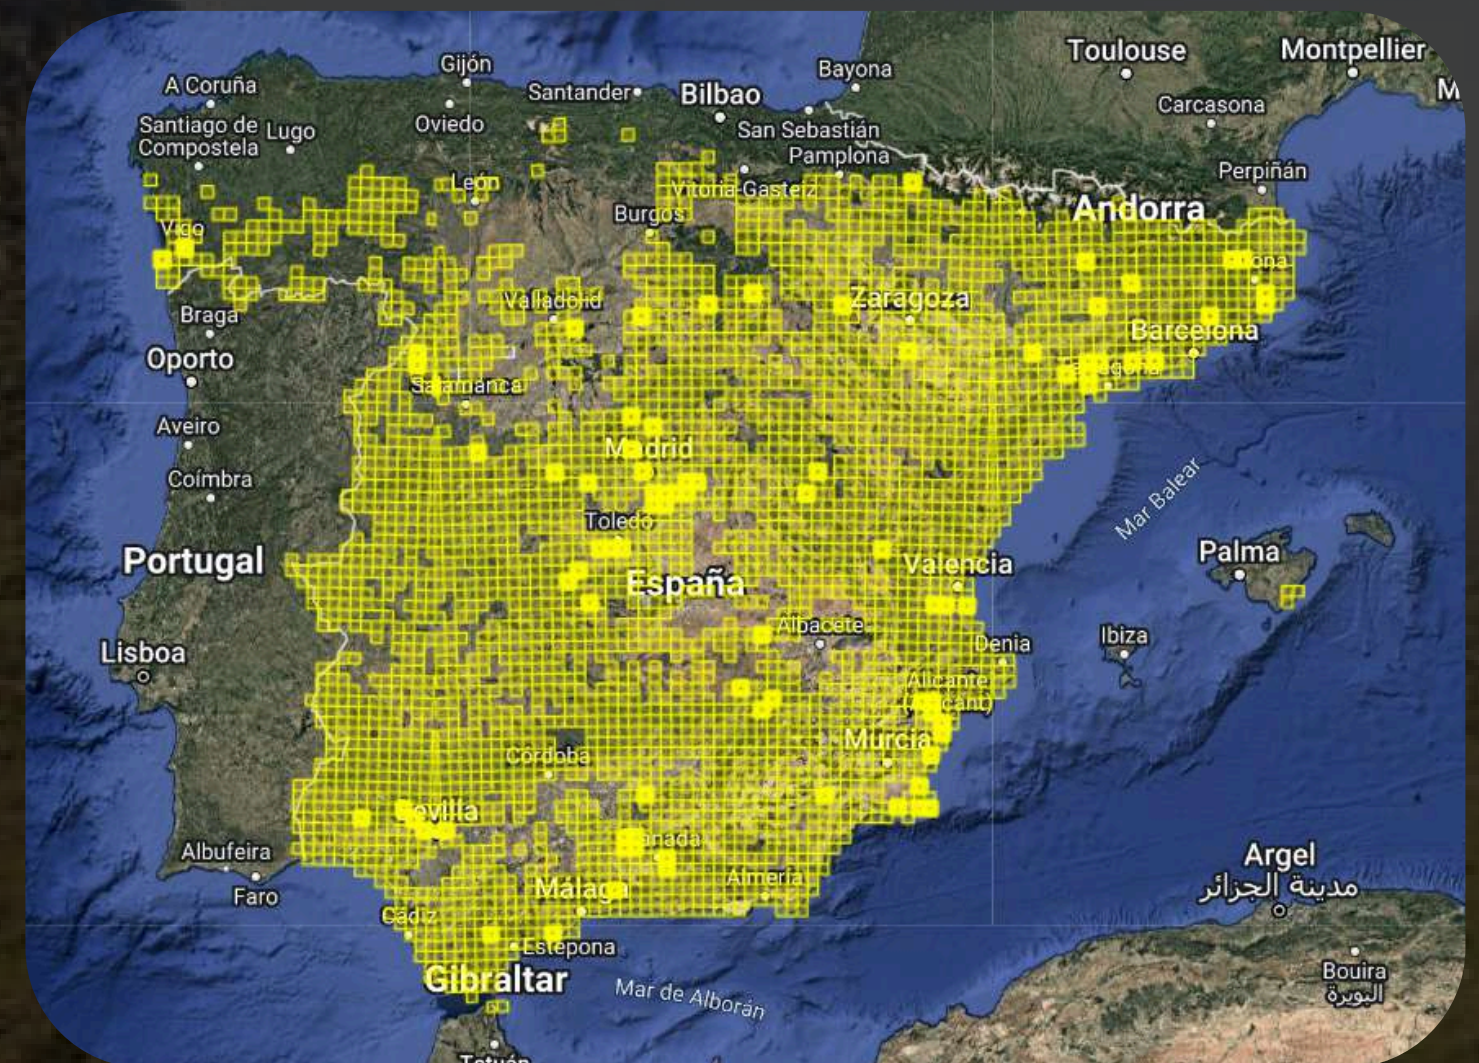 Toulouse
Montpellier
Gijón
Bayona
A Coruña
Santander
Bilbao
Carcasona
M
Santiago de
Compostela
Lugo
Oviedo
San Sebastián
Pamplona
Perpiñán
León
Vitoria-Gasteiz
Andorra
Burgos
Vigo
ona
Valladolid
Zaragoza
Braga
Barcelona
Oporto
Salamanca
Aveiro
Madrid
Coímbra
Mar Balear
Toledo
Portugal
Palma
Valencia
España
Albacete
Ibiza
Lisboa
Denia
Alicante
Murcia
Córdoba
Sevilla
anada
Albufeira
Argel
مدينة الجزائر
Faro
Málaga
Almería
Cádiz
Estepona
Gibraltar
Mar de Alborán
Bouira
البويرة
Tetuán